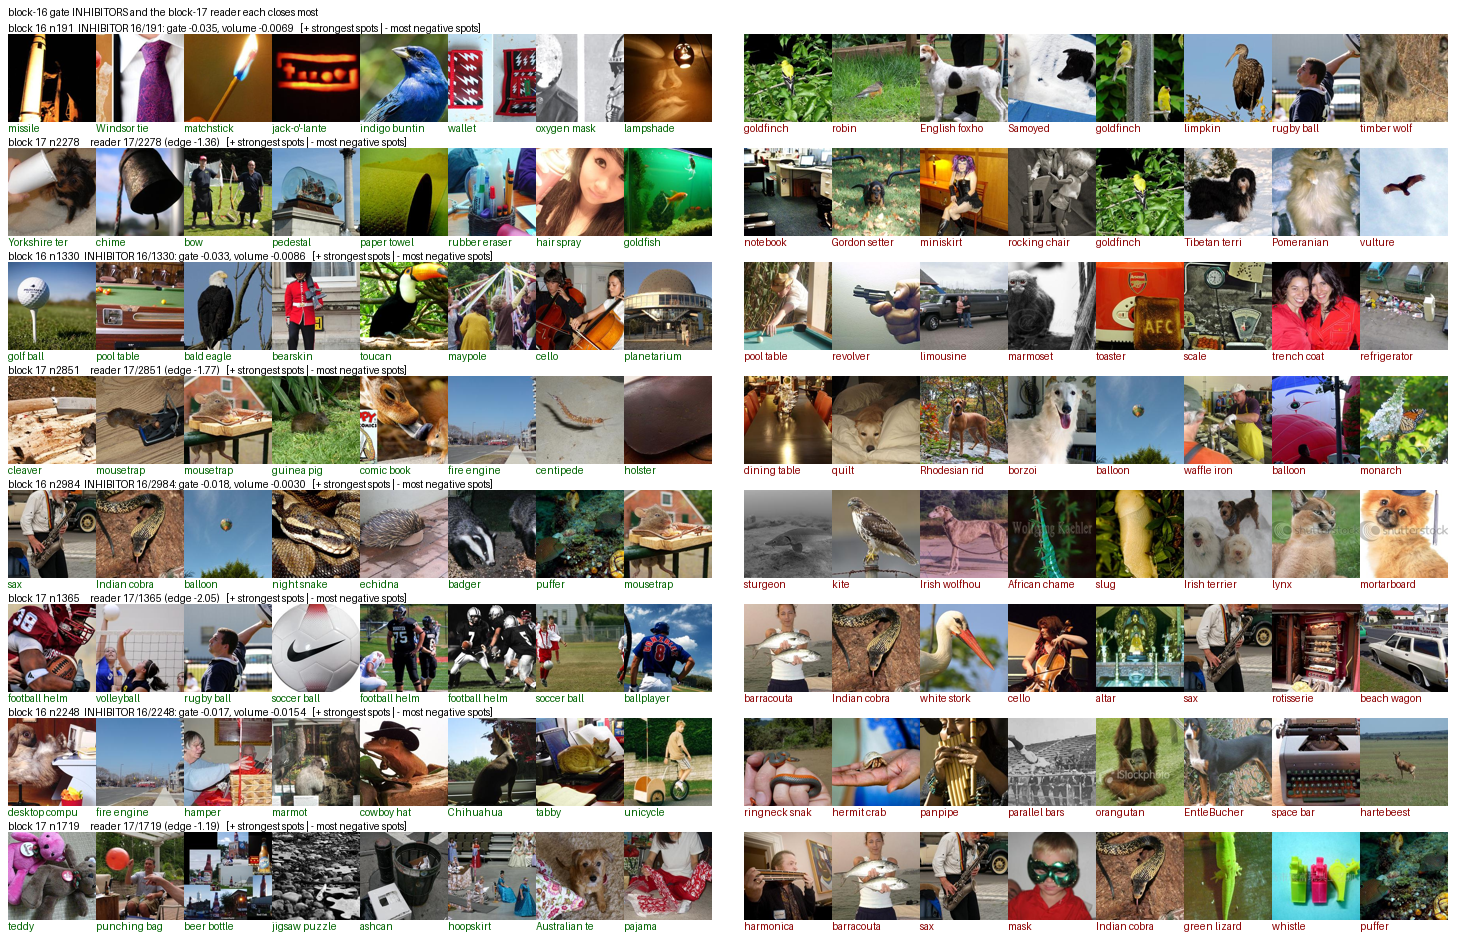 block-16 gate INHIBITORS and the block-17 reader each closes most
block 16 n191 INHIBITOR 16/191: gate -0.035, volume -0.0069 [+ strongest spots | - most negative spots]
missile Windsor tie matchstick jack-o'-lante indigo buntin wallet oxygen mask lampshade goldfinch robin English foxho Samoyed goldfinch limpkin rugby ball timber wolf
block 17 n2278 reader 17/2278 (edge -1.36) [+ strongest spots | - most negative spots]
Yorkshire ter chime bow pedestal paper towel rubber eraser hair spray goldfish notebook Gordon setter miniskirt rocking chair goldfinch Tibetan terri Pomeranian vulture
block 16 n1330 INHIBITOR 16/1330: gate -0.033, volume -0.0086 [+ strongest spots | - most negative spots]
AFC
golf ball pool table bald eagle bearskin toucan maypole cello planetarium pool table revolver limousine marmoset toaster scale trench coat refrigerator
block 17 n2851 reader 17/2851 (edge -1.77) [+ strongest spots | - most negative spots]
cleaver mousetrap mousetrap guinea pig comic book fire engine centipede holster dining table quilt Rhodesian rid borzoi balloon waffle iron balloon monarch
block 16 n2984 INHIBITOR 16/2984: gate -0.018, volume -0.0030 [+ strongest spots | - most negative spots]
sax Indian cobra balloon night snake echidna badger puffer mousetrap sturgeon kite Irish wolfhou African chame slug Irish terrier lynx mortarboard
block 17 n1365 reader 17/1365 (edge -2.05) [+ strongest spots | - most negative spots]
football helm volleyball rugby ball soccer ball football helm football helm soccer ball ballplayer barracouta Indian cobra white stork cello altar sax rotisserie beach wagon
block 16 n2248 INHIBITOR 16/2248: gate -0.017, volume -0.0154 [+ strongest spots | - most negative spots]
iStockphoto
desktop compu fire engine hamper marmot cowboy hat Chihuahua tabby unicycle ringneck snak hermit crab panpipe parallel bars orangutan EntleBucher space bar hartebeest
block 17 n1719 reader 17/1719 (edge -1.19) [+ strongest spots | - most negative spots]
teddy punching bag beer bottle jigsaw puzzle ashcan hoopskirt Australian te pajama harmonica barracouta sax mask Indian cobra green lizard whistle puffer